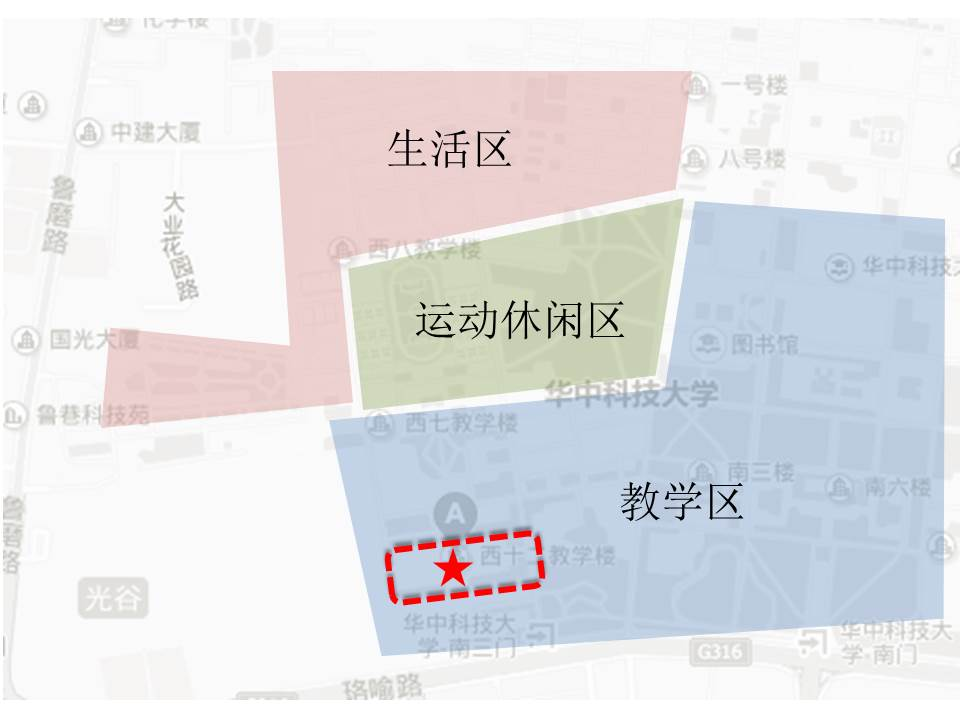 化学楼
一号楼
中建大厦
生活区
八号楼
鲁磨路
大业花园路
西八教学楼
华中科技大
运动休闲区
国光大厦
图书馆
华中科技大学
鲁巷科技苑
西七教学楼
南三楼
南六楼
教学区
A
鲁磨路
西十二教学楼
光谷
华中科技大
学·南三门
G316
华中科技大
学·南门
珞喻路